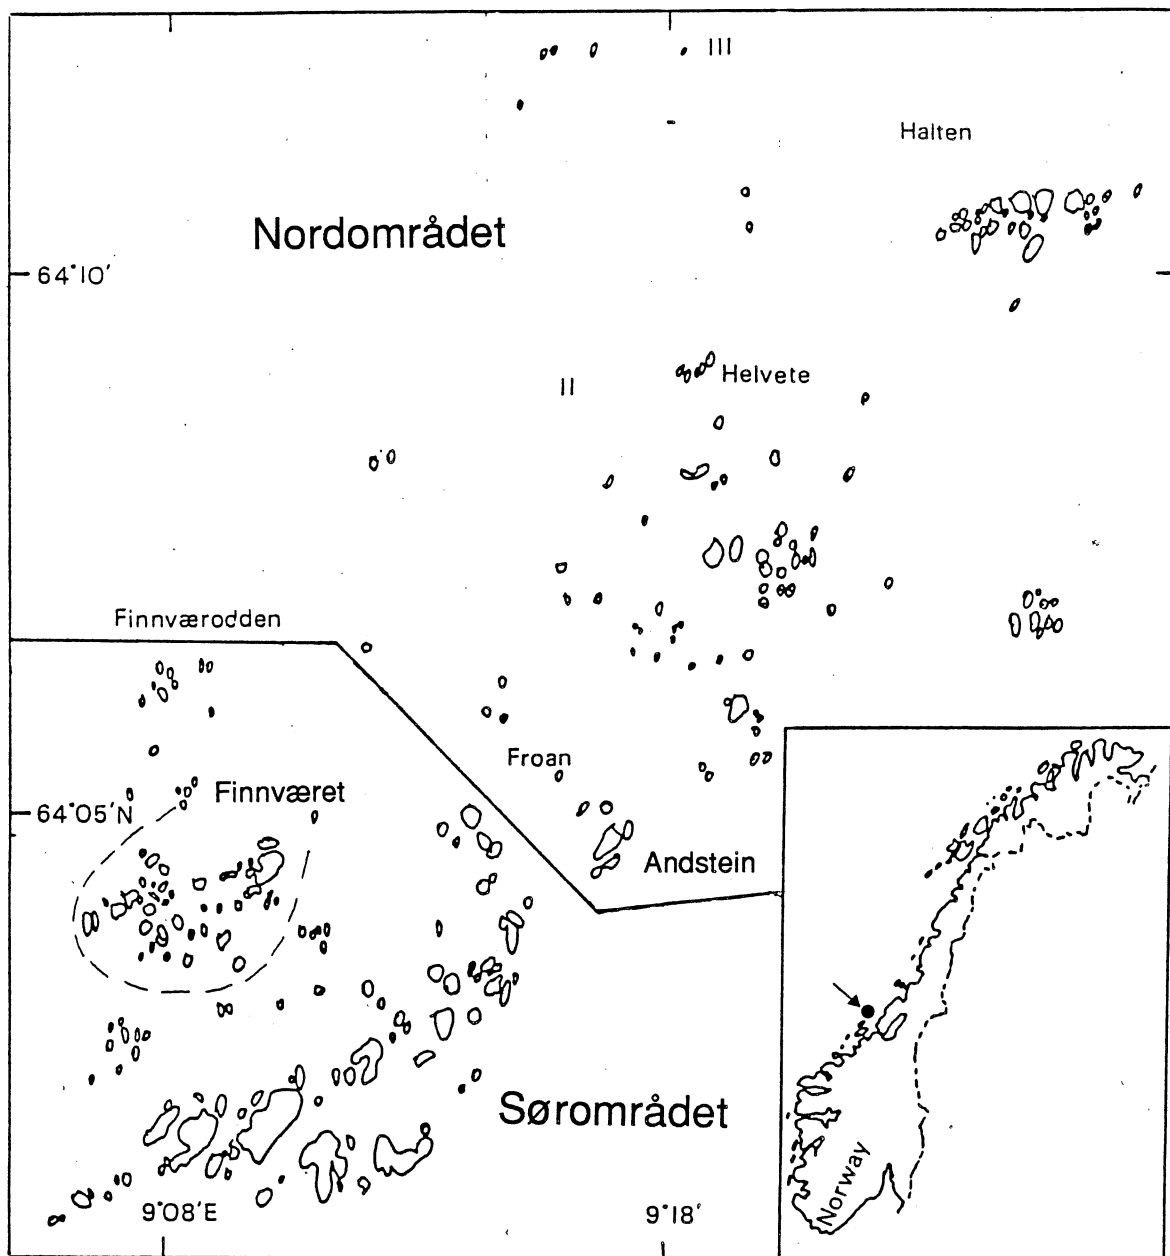 III
Halten
Nordområdet
64°10'
Helvete
II
Finnværodden
Froan
Finnværet
64°05'N
Andstein
Sørområdet
9°08'E
9°18'
Norway